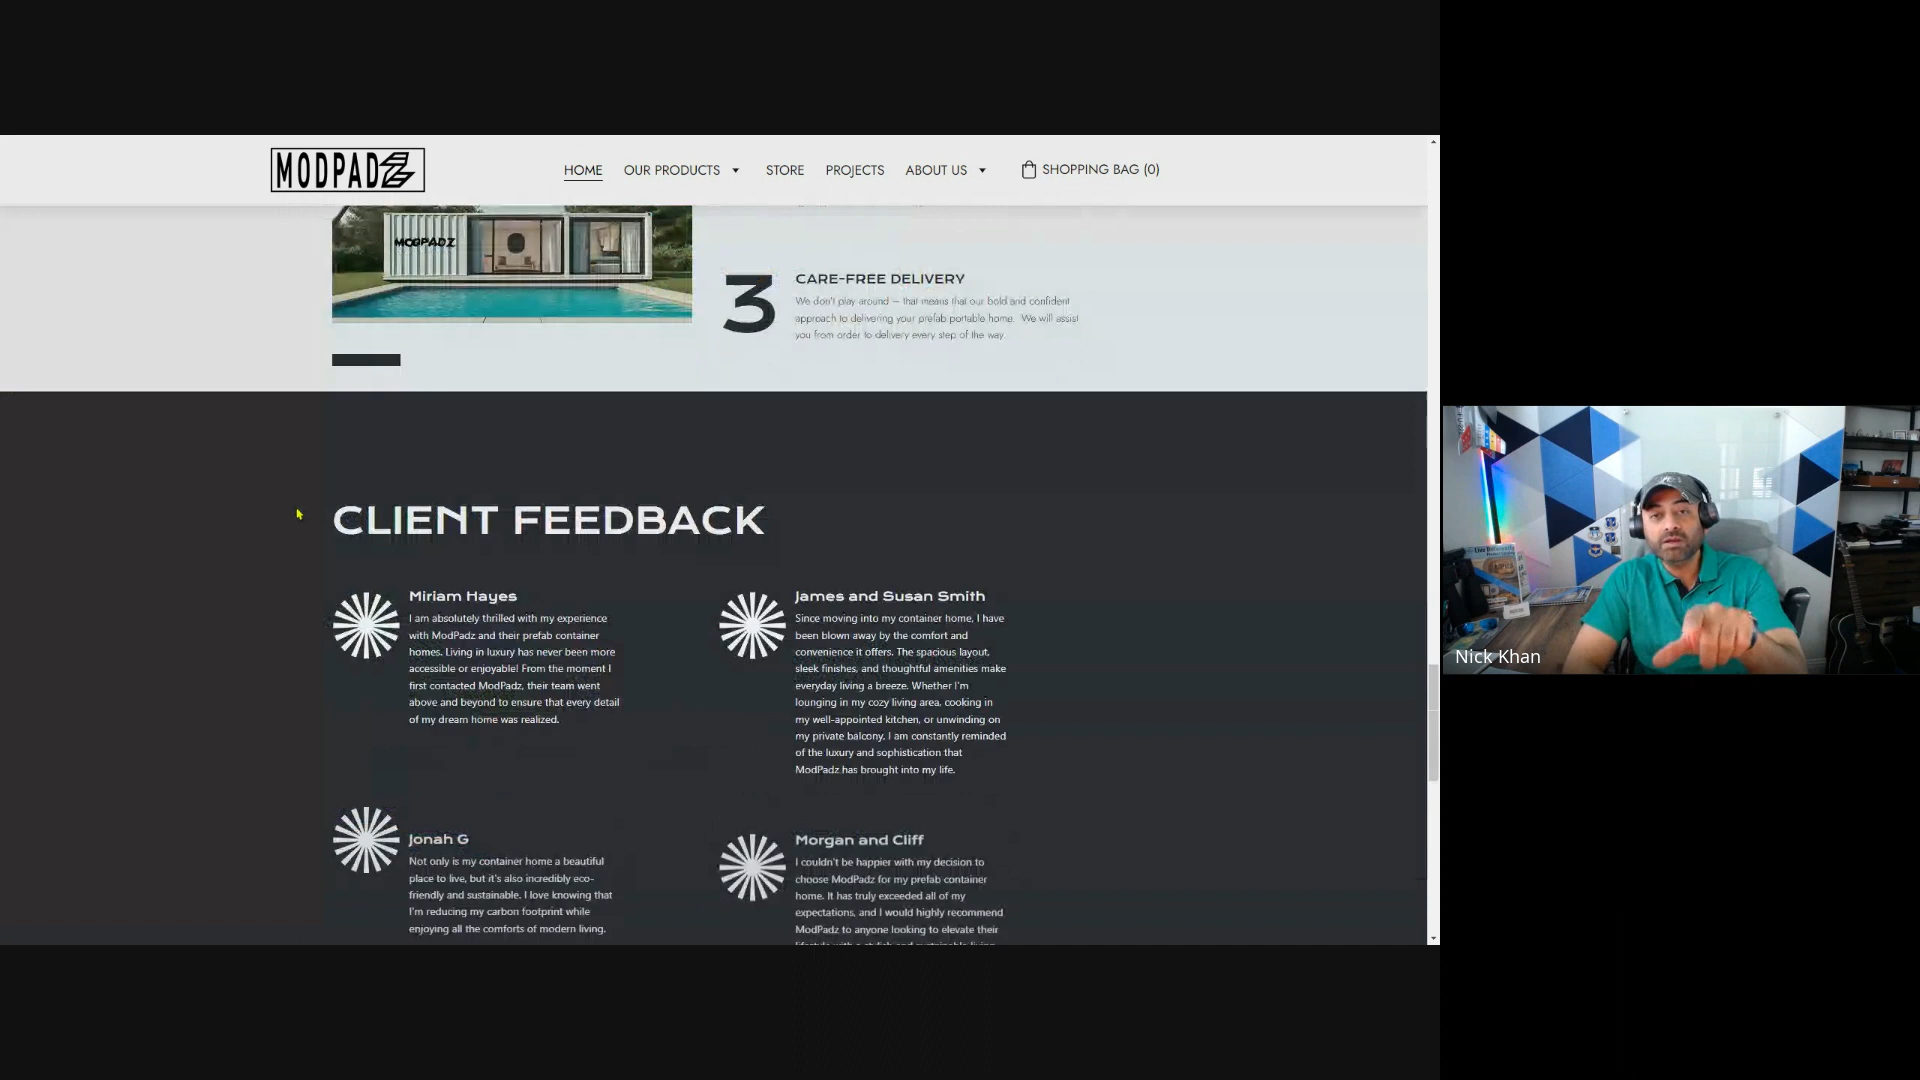 MODPADZ
HOME
OUR PRODUCTS
STORE
PROJECTS
ABOUT US
SHOPPING BAG (0)
MODPADZ
3
CARE-FREE DELIVERY
We don't play around — that means that our bold and confident
approach to delivering your prefab portable home. We will assist
you from order to delivery every step of the way.
CLIENT FEEDBACK
Miriam Hayes
I am absolutely thrilled with my experience
with ModPadz and their prefab container
homes. Living in luxury has never been more
accessible or enjoyable! From the moment I
first contacted ModPadz, their team went
above and beyond to ensure that every detail
of my dream home was realized.
James and Susan Smith
Since moving into my container home, I have
been blown away by the comfort and
convenience it offers. The spacious layout,
sleek finishes, and thoughtful amenities make
everyday living a breeze. Whether I'm
lounging in my cozy living area, cooking in
my well-appointed kitchen, or unwinding on
my private balcony, I am constantly reminded
of the luxury and sophistication that
ModPadz has brought into my life.
Jonah G
Not only is my container home a beautiful
place to live, but it's also incredibly eco-
friendly and sustainable. I love knowing that
I'm reducing my carbon footprint while
enjoying all the comforts of modern living.
Morgan and Cliff
I couldn't be happier with my decision to
choose ModPadz for my prefab container
home. It has truly exceeded all of my
expectations, and I would highly recommend
ModPadz to anyone looking to elevate their
Nick Khan